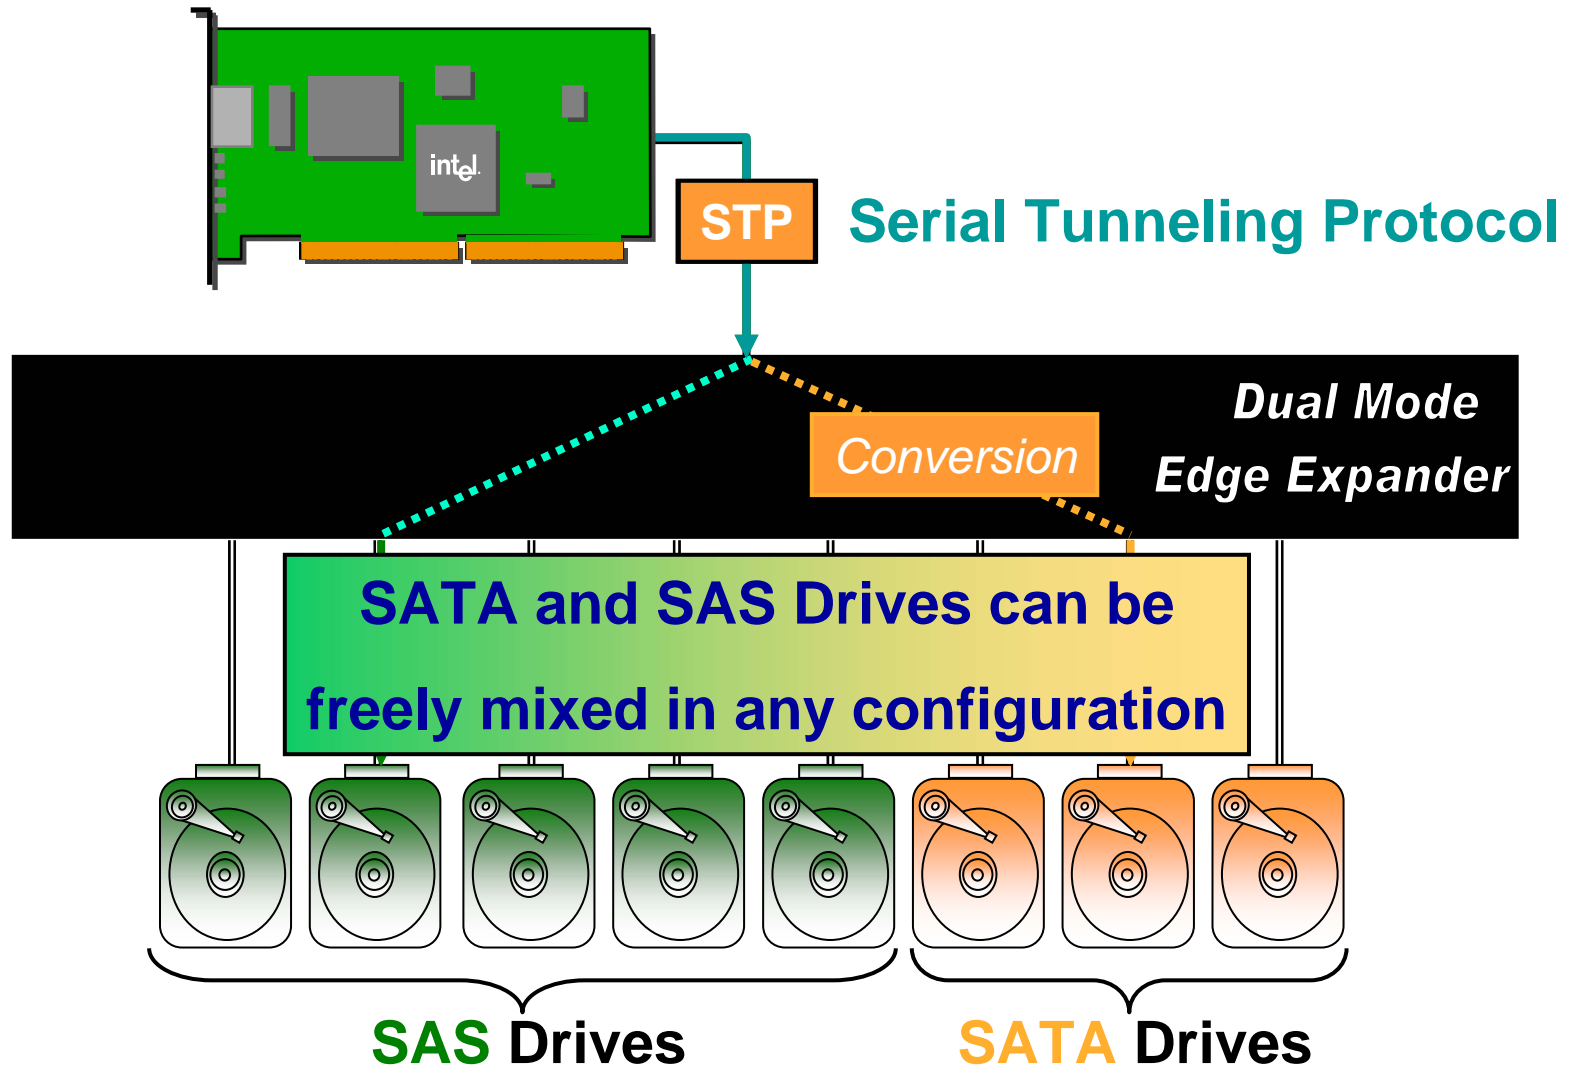 intel.
STP
Serial Tunneling Protocol
Dual Mode
Edge Expander
Conversion
SATA and SAS Drives can be
freely mixed in any configuration
SAS Drives
SATA Drives